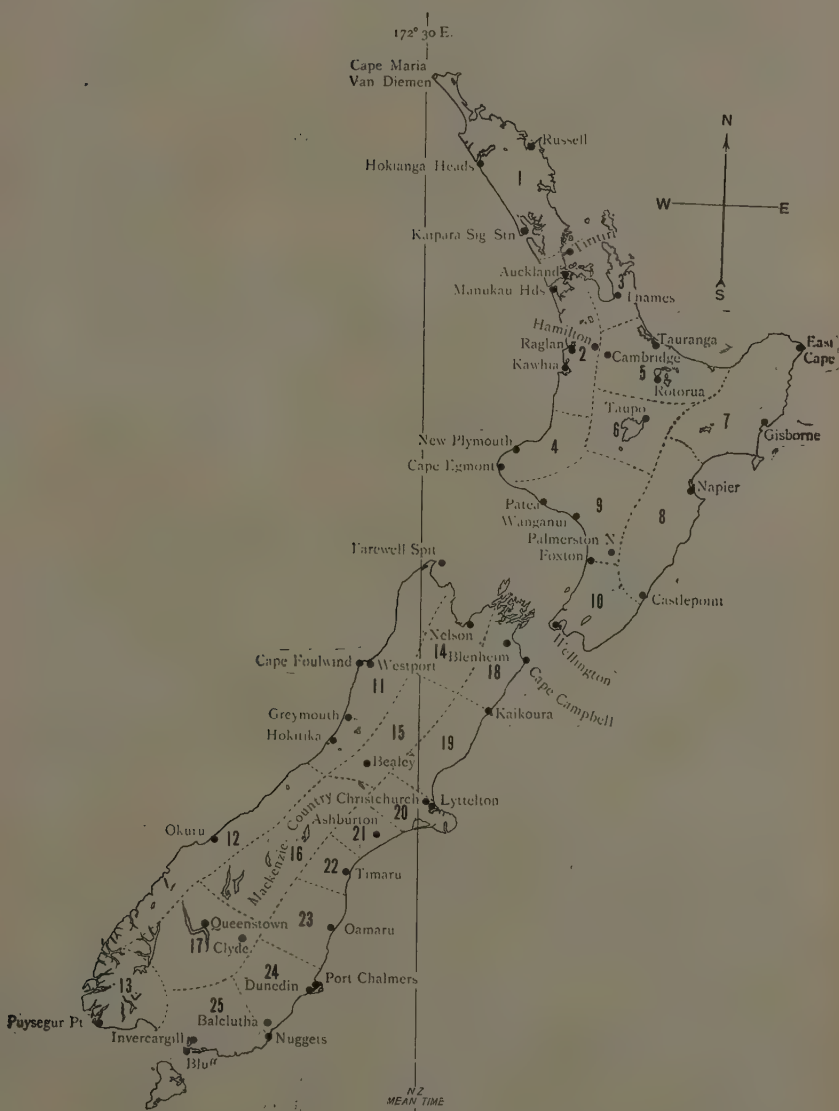 172° 30 E.
Cape Maria
Van Diemen
N
Russell
Hokianga Heads
1
W E
Kaipara Sig Stn
Tiritiri
Auckland
S
Manukau Hds
3
Thames
Hamilton
Tauranga
East
Cape
Raglan
2
Cambridge
Kawhia
5
Rotorua
Taupo
7
6
Gisborne
New Plymouth
4
Cape Egmont
Napier
Patea
9
8
Wanganui
Palmerston N
Farewell Spit
Foxton
10
Castlepoint
Nelson
Wellington
14
Blenheim
18
Cape Foulwind
Westport
11
Cape Campbell
Greymouth
Kaikoura
Hokitika
15
19
Bealey
Christchurch
Lyttelton
Mackenzie Country
20
Ashburton
21
Okuru
12
16
22
Timaru
Queenstown
23
Oamaru
17
Clyde
24
Port Chalmers
13
Dunedin
25
Puysegur Pt
Balclutha
Invercargill
Nuggets
Bluff
NZ
MEAN TIME